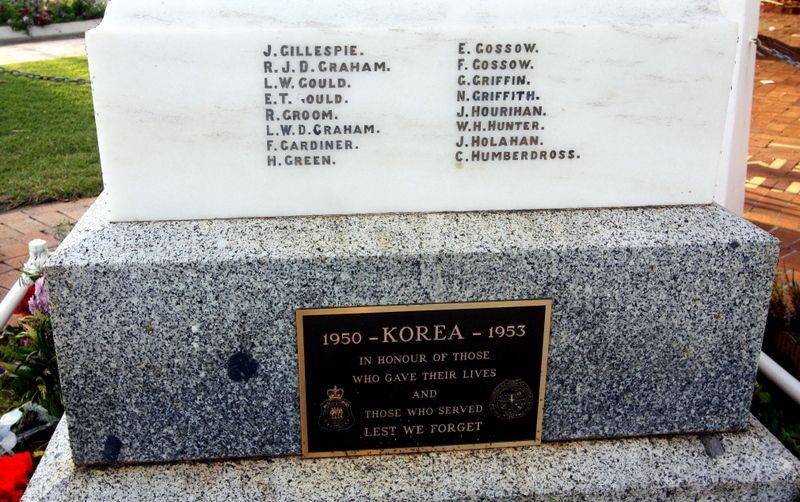 J. GILLESPIE.
R. J. D. GRAHAM.
L. W. GOULD.
E. T. OULD.
R. GROOM.
L. W. D. GRAHAM.
F. GARDINER.
H. GREEN.
E. GOSSOW.
F. GOSSOW.
G. GRIFFIN.
N. GRIFFITH.
J. HOURIHAN.
W. H. HUNTER.
J. HOLAHAN.
C. HUMBERDROSS.
1950 – KOREA – 1953
IN HONOUR OF THOSE
WHO GAVE THEIR LIVES
AND
THOSE WHO SERVED
LEST WE FORGET